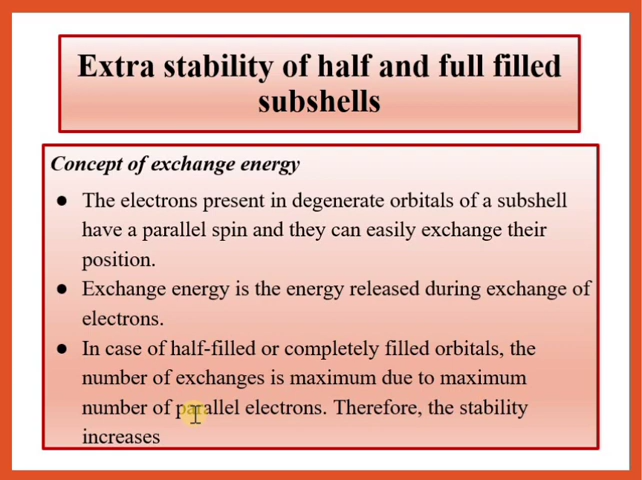 Extra stability of half and full filled
subshells
Concept of exchange energy
● The electrons present in degenerate orbitals of a subshell
have a parallel spin and they can easily exchange their
position.
● Exchange energy is the energy released during exchange of
electrons.
● In case of half-filled or completely filled orbitals, the
number of exchanges is maximum due to maximum
number of parallel electrons. Therefore, the stability
increases